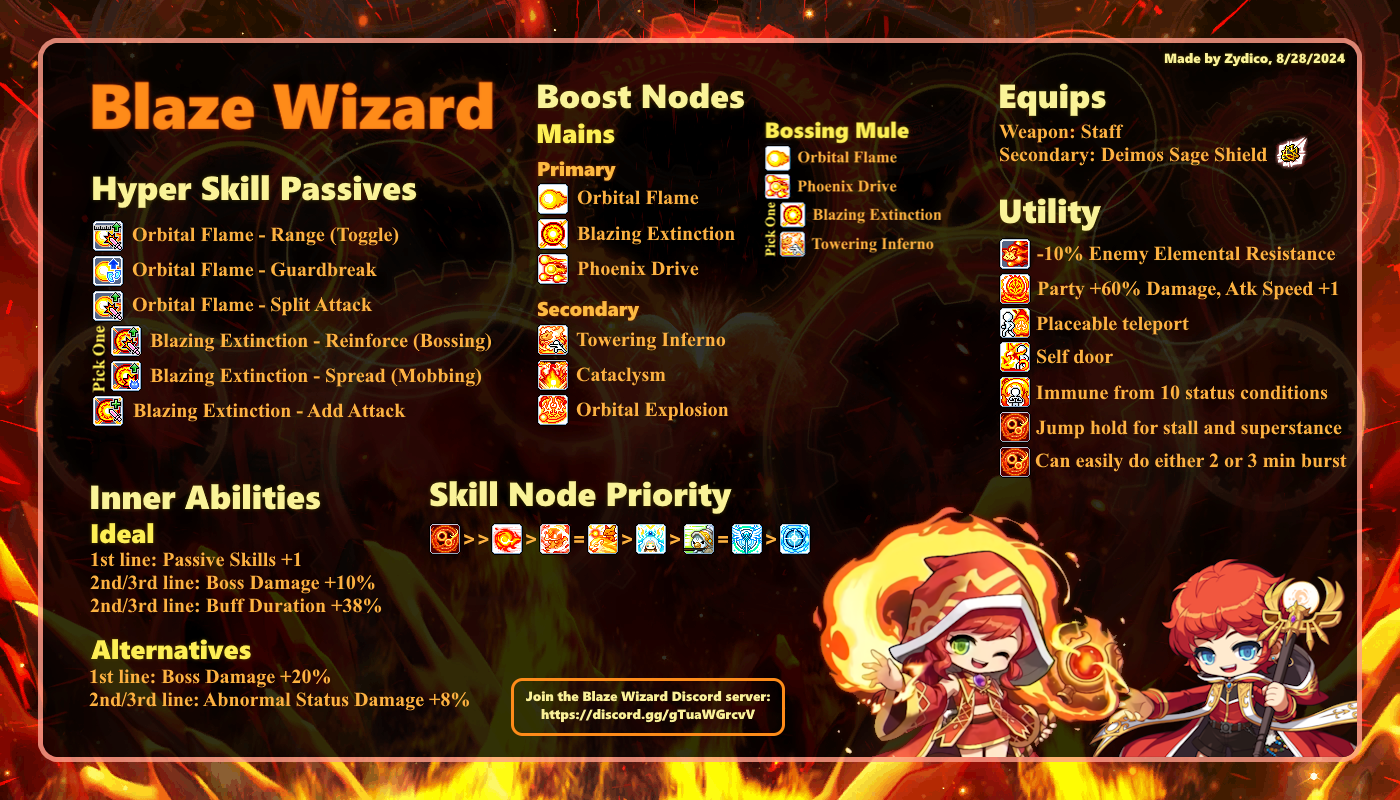 Made by Zydico, 8/28/2024
Blaze Wizard
Hyper Skill Passives
Orbital Flame - Range (Toggle)
Orbital Flame - Guardbreak
Orbital Flame - Split Attack
Pick One
Blazing Extinction - Reinforce (Bossing)
Blazing Extinction - Spread (Mobbing)
Blazing Extinction - Add Attack
Boost Nodes
Mains
Primary
Orbital Flame
Blazing Extinction
Phoenix Drive
Secondary
Towering Inferno
Cataclysm
Orbital Explosion
Bossing Mule
Orbital Flame
Phoenix Drive
Pick One
Blazing Extinction
Towering Inferno
Equips
Weapon: Staff
Secondary: Deimos Sage Shield
Utility
-10% Enemy Elemental Resistance
Party +60% Damage, Atk Speed +1
Placeable teleport
Self door
Immune from 10 status conditions
Jump hold for stall and superstance
Can easily do either 2 or 3 min burst
Inner Abilities
Ideal
1st line: Passive Skills +1
2nd/3rd line: Boss Damage +10%
2nd/3rd line: Buff Duration +38%
Alternatives
1st line: Boss Damage +20%
2nd/3rd line: Abnormal Status Damage +8%
Skill Node Priority
> > > = > > = >
Join the Blaze Wizard Discord server:
https://discord.gg/gTuaWGrcvV